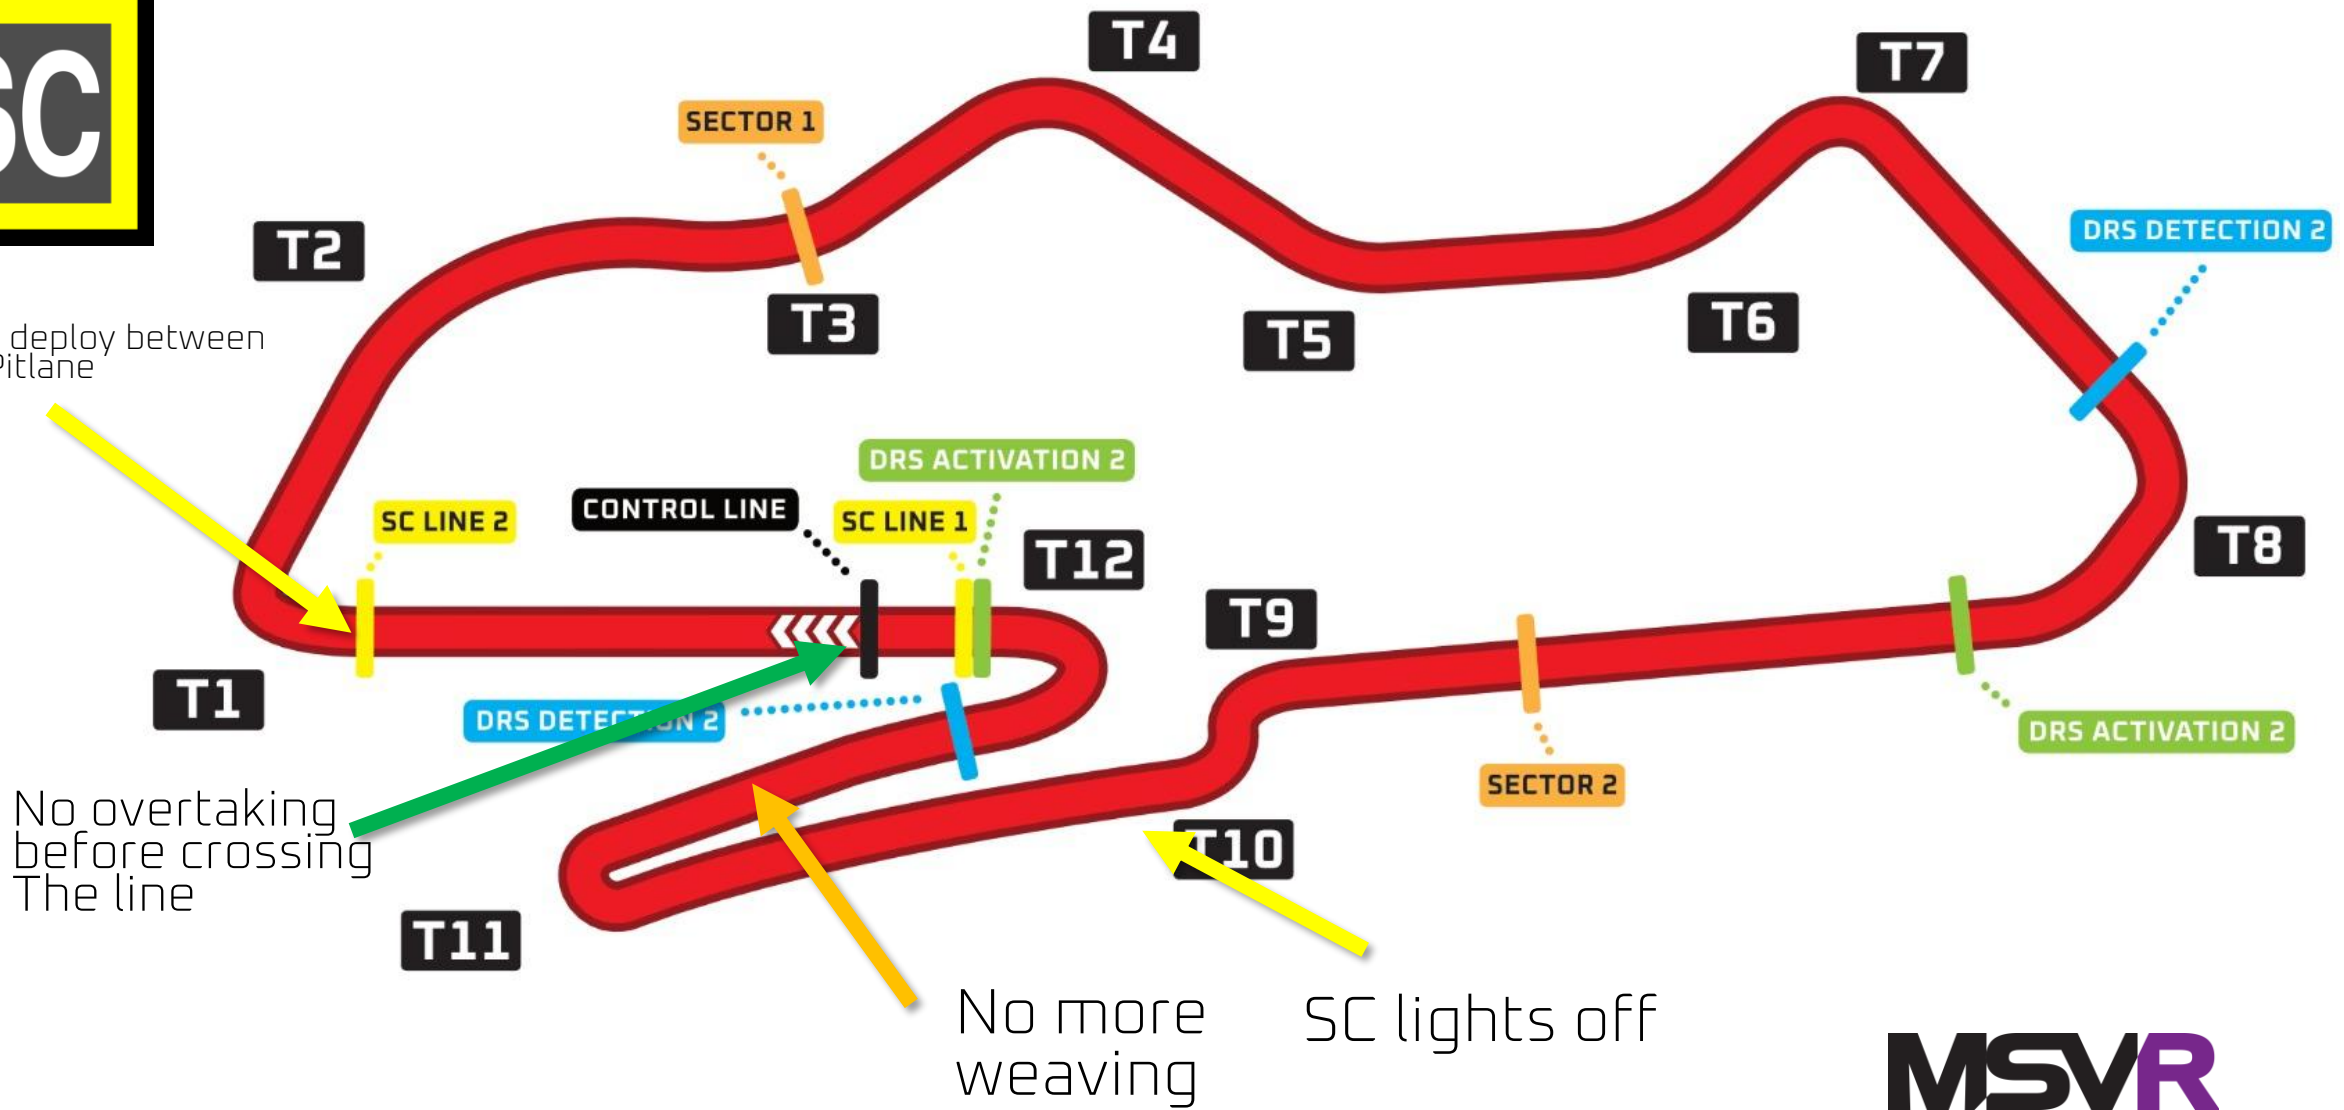 SC
T4
T7
SECTOR 1
T2
DRS DETECTION 2
T3
T5
T6
deploy between
Pitlane
DRS ACTIVATION 2
SC LINE 2
CONTROL LINE
SC LINE 1
T12
T8
T9
T1
DRS DETECTION 2
DRS ACTIVATION 2
SECTOR 2
No overtaking
before crossing
The line
T10
T11
No more
weaving
SC lights off
MSVR